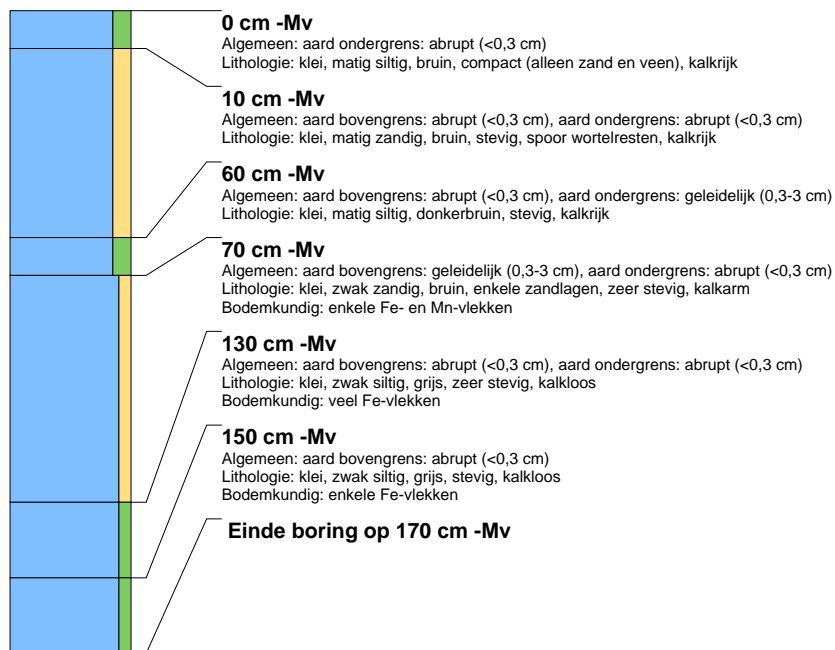 0 cm -Mv
Algemeen: aard ondergrens: abrupt (<0,3 cm)
Lithologie: klei, matig siltig, bruin, compact (alleen zand en veen), kalkrijk
10 cm -Mv
Algemeen: aard bovengrens: abrupt (<0,3 cm), aard ondergrens: abrupt (<0,3 cm)
Lithologie: klei, matig zandig, bruin, stevig, spoor wortelresten, kalkrijk
60 cm -Mv
Algemeen: aard bovengrens: abrupt (<0,3 cm), aard ondergrens: geleidelijk (0,3-3 cm)
Lithologie: klei, matig siltig, donkerbruin, stevig, kalkrijk
70 cm -Mv
Algemeen: aard bovengrens: geleidelijk (0,3-3 cm), aard ondergrens: abrupt (<0,3 cm)
Lithologie: klei, zwak zandig, bruin, enkele zandlagen, zeer stevig, kalkarm
Bodemkundig: enkele Fe- en Mn-vlekken
130 cm -Mv
Algemeen: aard bovengrens: abrupt (<0,3 cm), aard ondergrens: abrupt (<0,3 cm)
Lithologie: klei, zwak siltig, grijs, zeer stevig, kalkloos
Bodemkundig: veel Fe-vlekken
150 cm -Mv
Algemeen: aard bovengrens: abrupt (<0,3 cm)
Lithologie: klei, zwak siltig, grijs, stevig, kalkloos
Bodemkundig: enkele Fe-vlekken
Einde boring op 170 cm -Mv